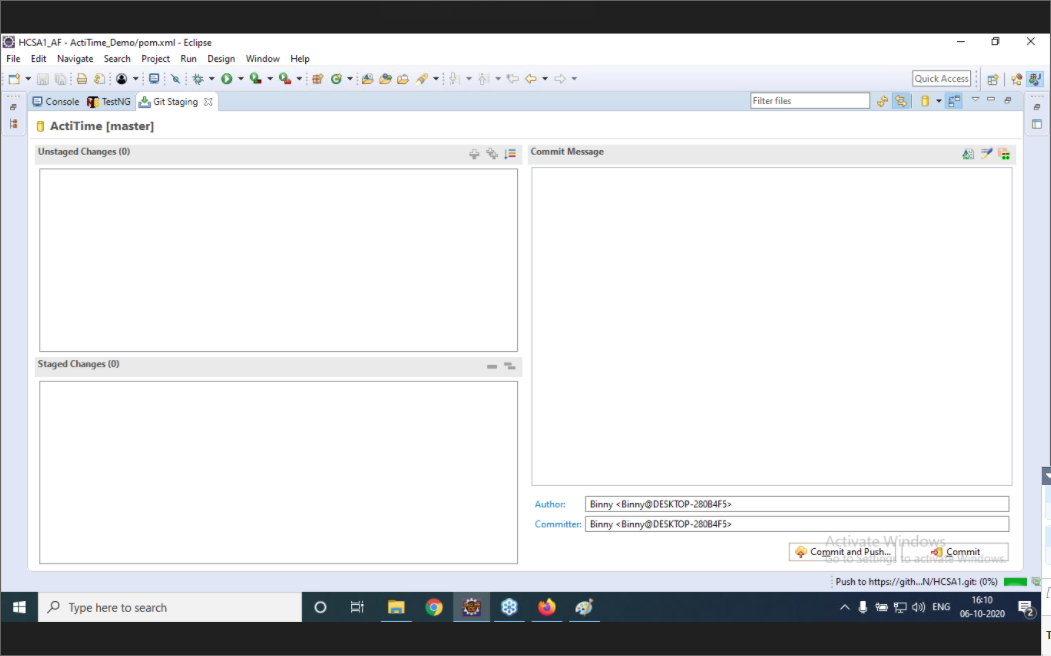 HCSA1_AF - ActiTime_Demo/pom.xml - Eclipse
File Edit Navigate Search Project Run Design Window Help
Quick Access
Console TestNG Git Staging
Filter files
ActiTime [master]
Unstaged Changes (0)
Commit Message
Staged Changes (0)
Author: Binny <Binny@DESKTOP-280B4F5>
Committer: Binny <Binny@DESKTOP-280B4F5>
Activate Windows
Commit and Push... Commit
Go to Settings to activate Windows.
Push to https://gith...N/HCSA1.git: (0%)
Type here to search
ENG
16:10
06-10-2020
2